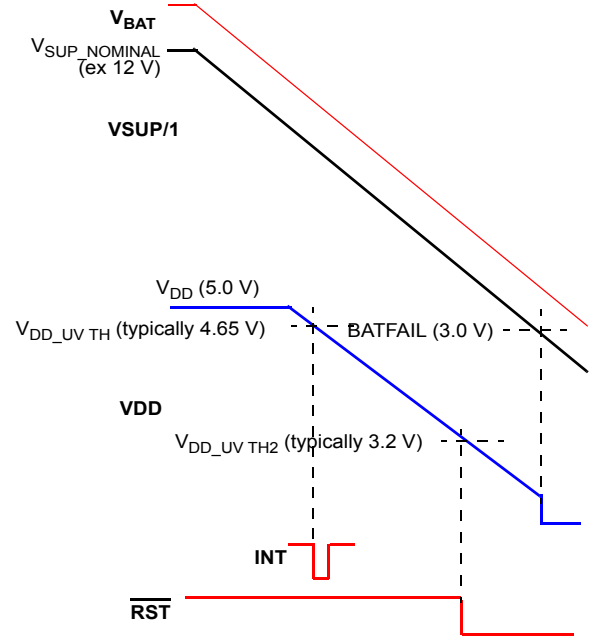 VBAT
VSUP_NOMINAL
(ex 12 V)
VSUP/1
VDD (5.0 V)
VDD_UV TH (typically 4.65 V)
BATFAIL (3.0 V)
VDD
VDD_UV TH2 (typically 3.2 V)
INT
RST